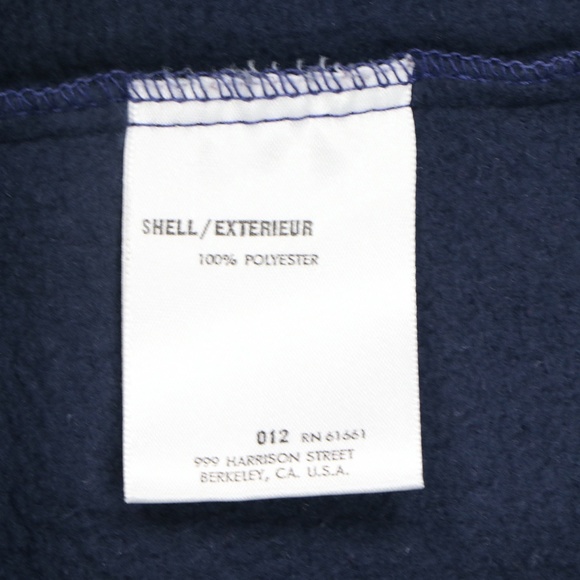 SHELL/EXTERIEUR
100% POLYESTER
012 RN 61661
999 HARRISON STREET
BERKELEY, CA. U.S.A.